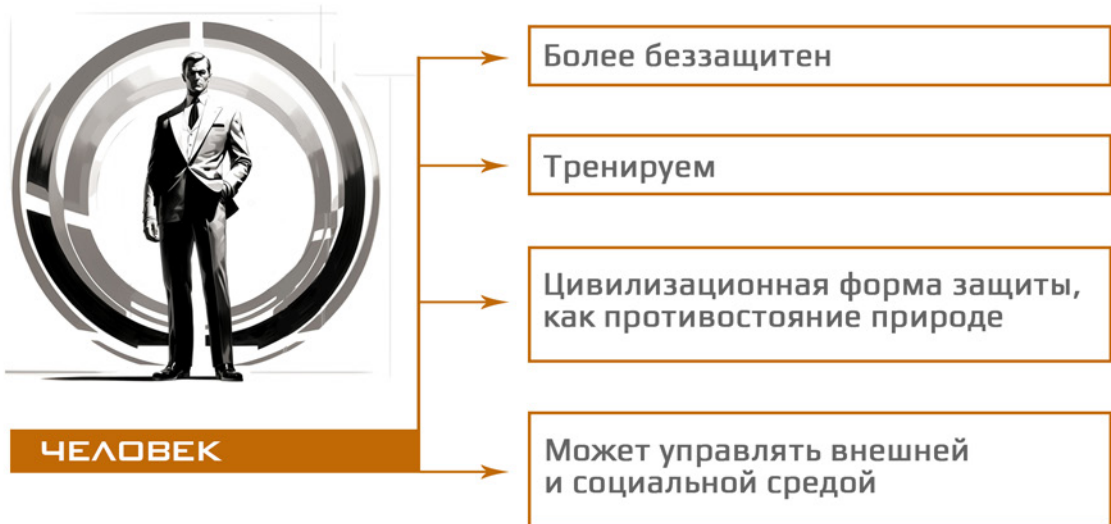 Более беззащитен
Тренируем
Цивилизационная форма защиты,
как противостояние природе
ЧЕЛОВЕК
Может управлять внешней
и социальной средой